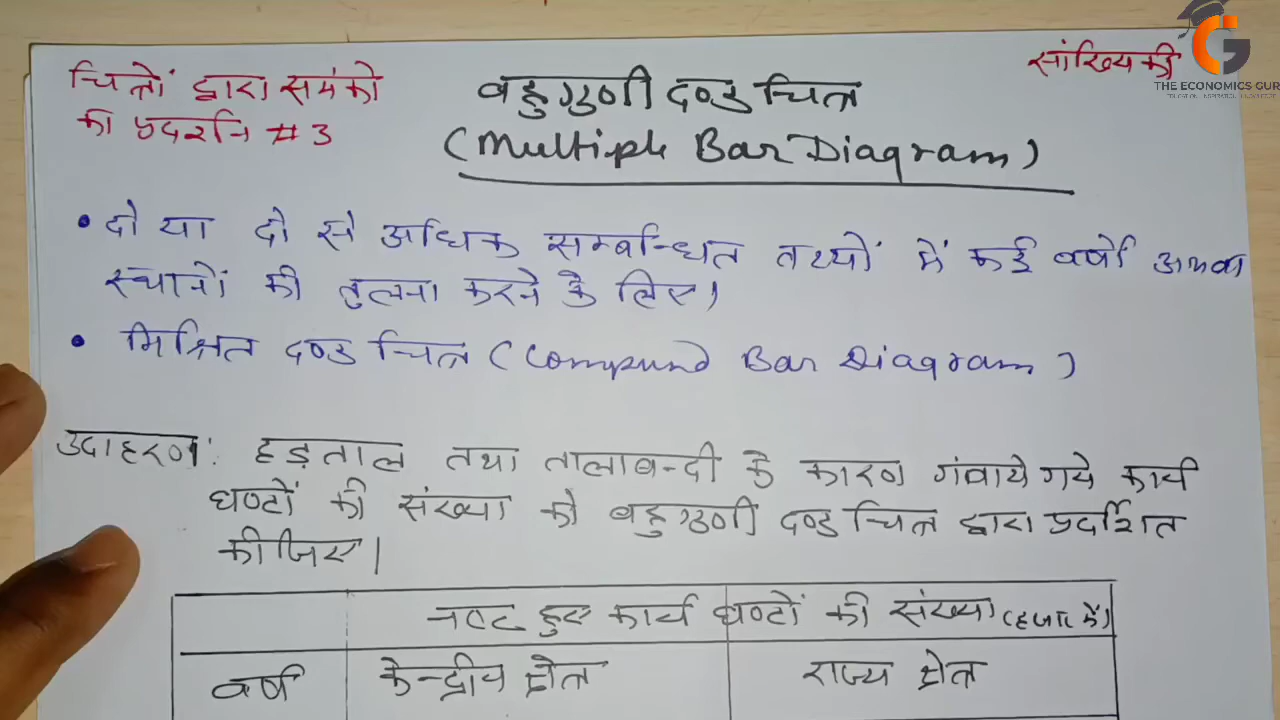 सांख्यिकी
THE ECONOMICS GUR
चित्रों द्वारा समंकों
का प्रदर्शन # 3
बहुगुणी दण्ड चित्र
(Multiple Bar Diagram)
• दो या दो से अधिक सम्बन्धित तथ्यों में कई वर्षों अथवा
स्थानों की तुलना करने के लिए।
• मिश्रित दण्ड चित्र (Compund Bar Diagram)
उदाहरण: हड़ताल तथा तालाबन्दी के कारण गंवाये गये कार्य
घण्टों की संख्या को बहुगुणी दण्ड चित्र द्वारा प्रदर्शित
कीजिए।
नष्ट हुए कार्य घण्टों की संख्या (हजार में)
वर्ष केन्द्रीय क्षेत्र राज्य क्षेत्र